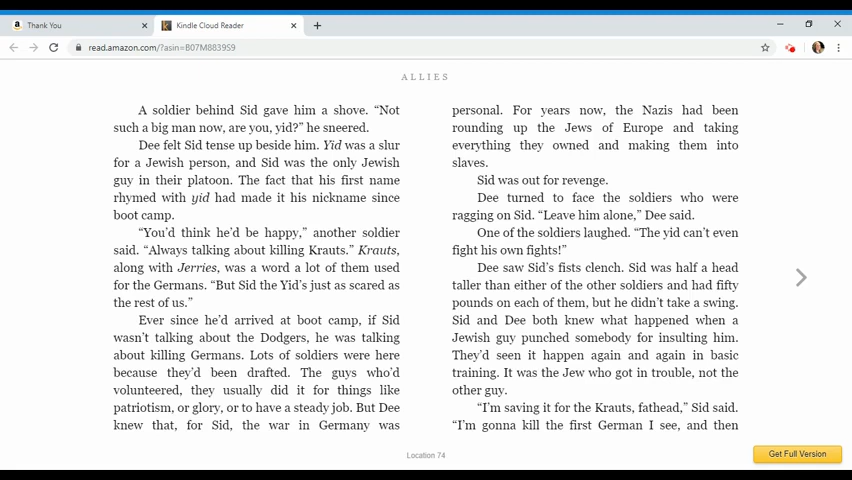 Thank You
Kindle Cloud Reader
read.amazon.com/?asin=B07M8839S9
ALLIES
A soldier behind Sid gave him a shove. “Not
such a big man now, are you, yid?” he sneered.
Dee felt Sid tense up beside him. Yid was a slur
for a Jewish person, and Sid was the only Jewish
guy in their platoon. The fact that his first name
rhymed with yid had made it his nickname since
boot camp.
“You’d think he’d be happy,” another soldier
said. “Always talking about killing Krauts.” Krauts,
along with Jerries, was a word a lot of them used
for the Germans. “But Sid the Yid’s just as scared as
the rest of us.”
Ever since he’d arrived at boot camp, if Sid
wasn’t talking about the Dodgers, he was talking
about killing Germans. Lots of soldiers were here
because they’d been drafted. The guys who’d
volunteered, they usually did it for things like
patriotism, or glory, or to have a steady job. But Dee
knew that, for Sid, the war in Germany was
personal. For years now, the Nazis had been
rounding up the Jews of Europe and taking
everything they owned and making them into
slaves.
Sid was out for revenge.
Dee turned to face the soldiers who were
ragging on Sid. “Leave him alone,” Dee said.
One of the soldiers laughed. “The yid can’t even
fight his own fights!”
Dee saw Sid’s fists clench. Sid was half a head
taller than either of the other soldiers and had fifty
pounds on each of them, but he didn’t take a swing.
Sid and Dee both knew what happened when a
Jewish guy punched somebody for insulting him.
They’d seen it happen again and again in basic
training. It was the Jew who got in trouble, not the
other guy.
“I’m saving it for the Krauts, fathead,” Sid said.
“I’m gonna kill the first German I see, and then
Location 74
Get Full Version